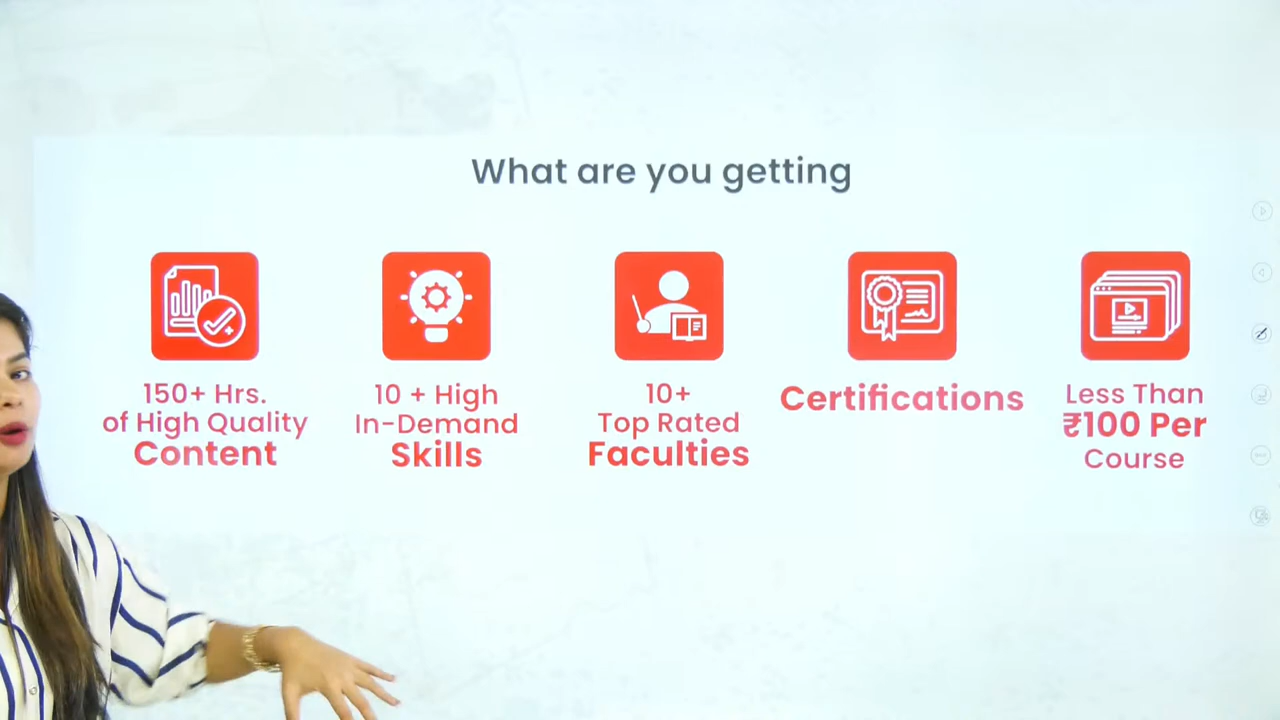 What are you getting
150+ Hrs.
of High Quality
Content
10 + High
In-Demand
Skills
10+
Top Rated
Faculties
Certifications
Less Than
₹100 Per
Course